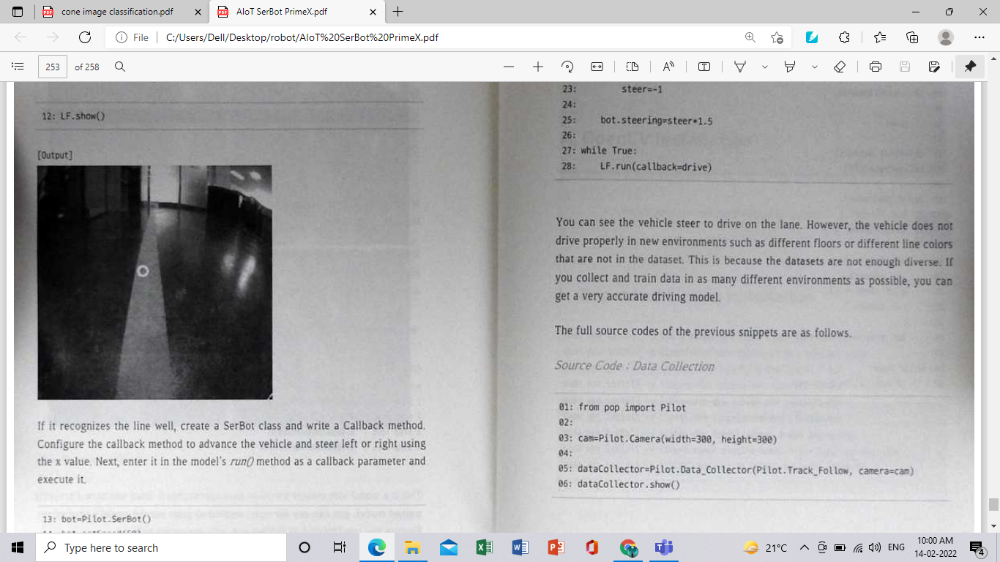 cone image classification.pdf
AIoT SerBot PrimeX.pdf
File
C:/Users/Dell/Desktop/robot/AIoT%20SerBot%20PrimeX.pdf
253
of 258
12: LF.show()
[Output]
If it recognizes the line well, create a SerBot class and write a Callback method.
Configure the callback method to advance the vehicle and steer left or right using
the x value. Next, enter it in the model's run() method as a callback parameter and
execute it.
13: bot=Pilot.SerBot()
23: steer=-1
24:
25: bot.steering=steer*1.5
26:
27: while True:
28: LF.run(callback=drive)
You can see the vehicle steer to drive on the lane. However, the vehicle does not
drive properly in new environments such as different floors or different line colors
that are not in the dataset. This is because the datasets are not enough diverse. If
you collect and train data in as many different environments as possible, you can
get a very accurate driving model.
The full source codes of the previous snippets are as follows.
Source Code : Data Collection
01: from pop import Pilot
02:
03: cam=Pilot.Camera(width=300, height=300)
04:
05: dataCollector=Pilot.Data_Collector(Pilot.Track_Follow, camera=cam)
06: dataCollector.show()
Type here to search
21°C
ENG
10:00 AM
14-02-2022
4